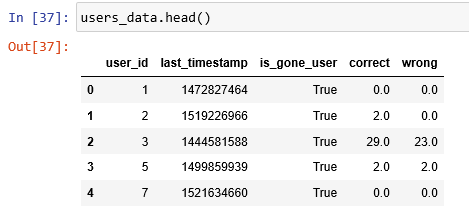 In [37]: users_data.head()
Out[37]:
user_id last_timestamp is_gone_user correct wrong
0 1 1472827464 True 0.0 0.0
1 2 1519226966 True 2.0 0.0
2 3 1444581588 True 29.0 23.0
3 5 1499859939 True 2.0 2.0
4 7 1521634660 True 0.0 0.0